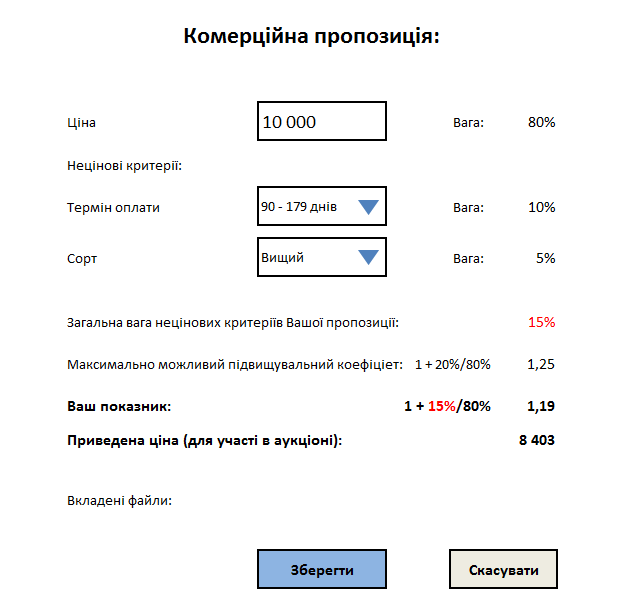 Комерційна пропозиція:
Ціна 10 000 Вага: 80%
Нецінові критерії:
Термін оплати 90 - 179 днів Вага: 10%
Сорт Вищий Вага: 5%
Загальна вага нецінових критеріїв Вашої пропозиції: 15%
Максимально можливий підвищувальний коефіціет: 1 + 20%/80% 1,25
Ваш показник: 1 + 15%/80% 1,19
Приведена ціна (для участі в аукціоні): 8 403
Вкладені файли:
Зберегти Скасувати